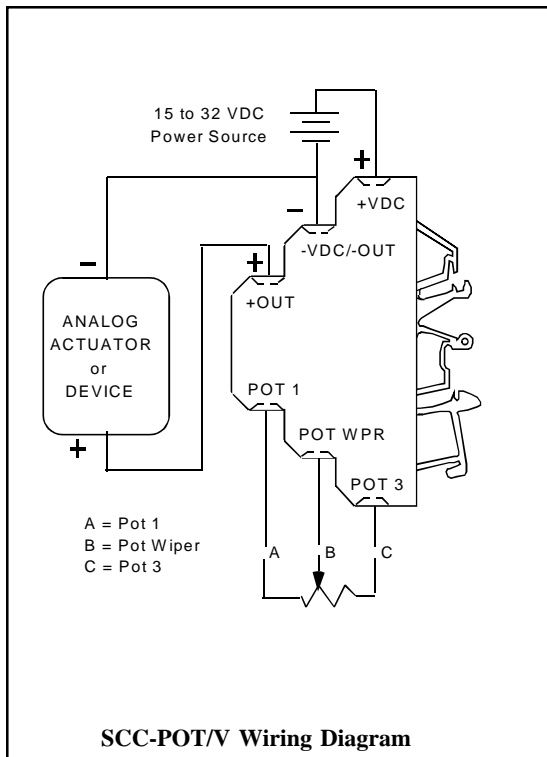 15 to 32 VDC
Power Source
+
+VDC
−
-VDC/-OUT
+
+OUT
−
ANALOG
ACTUATOR
or
DEVICE
+
POT 1
POT WPR
POT 3
A = Pot 1
B = Pot Wiper
C = Pot 3
A B C
SCC-POT/V Wiring Diagram